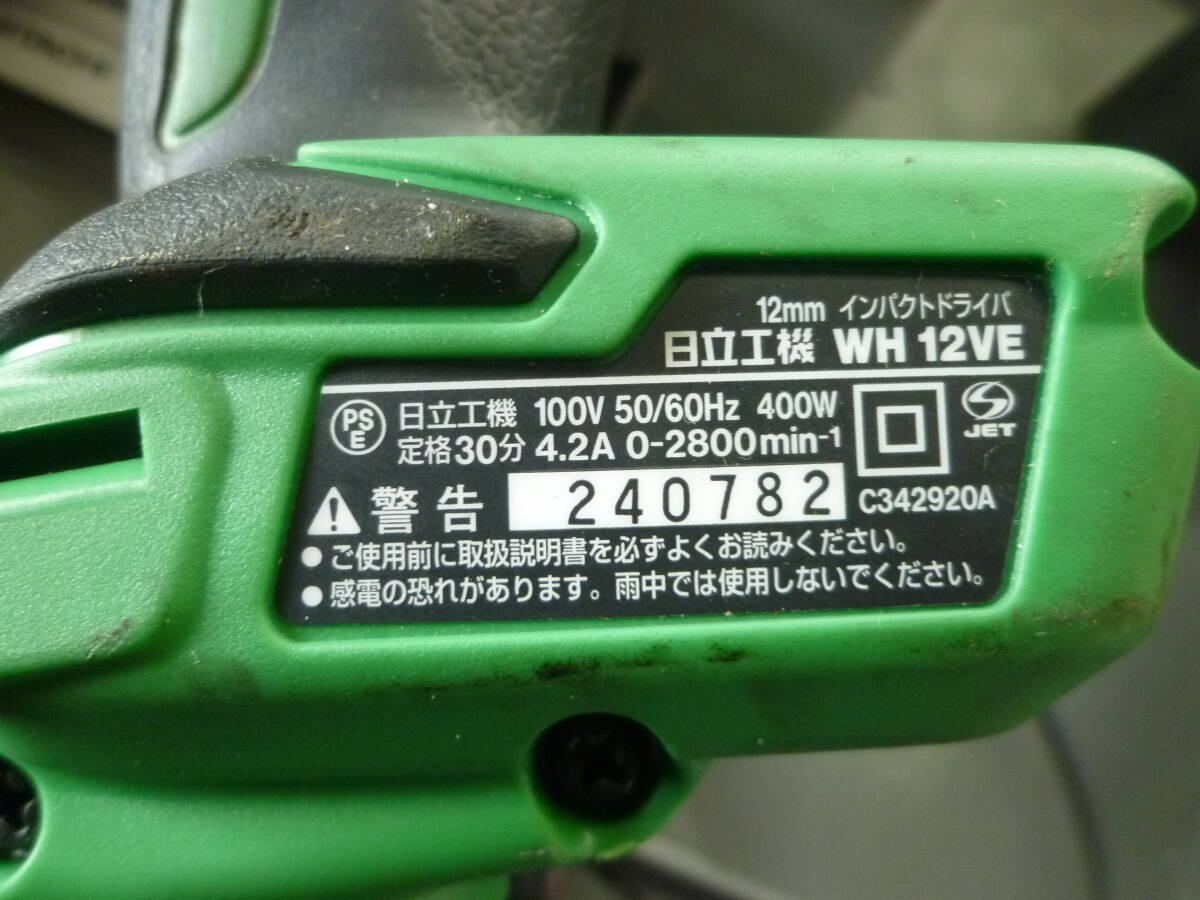 12mm インパクトドライバ
日立工機 WH 12VE
PS E 日立工機 100V 50/60Hz 400W
定格30分 4.2A 0-2800min-1
JET
警告 240782 C342920A
● ご使用前に取扱説明書を必ずよくお読みください。
● 感電の恐れがあります。雨中では使用しないでください。